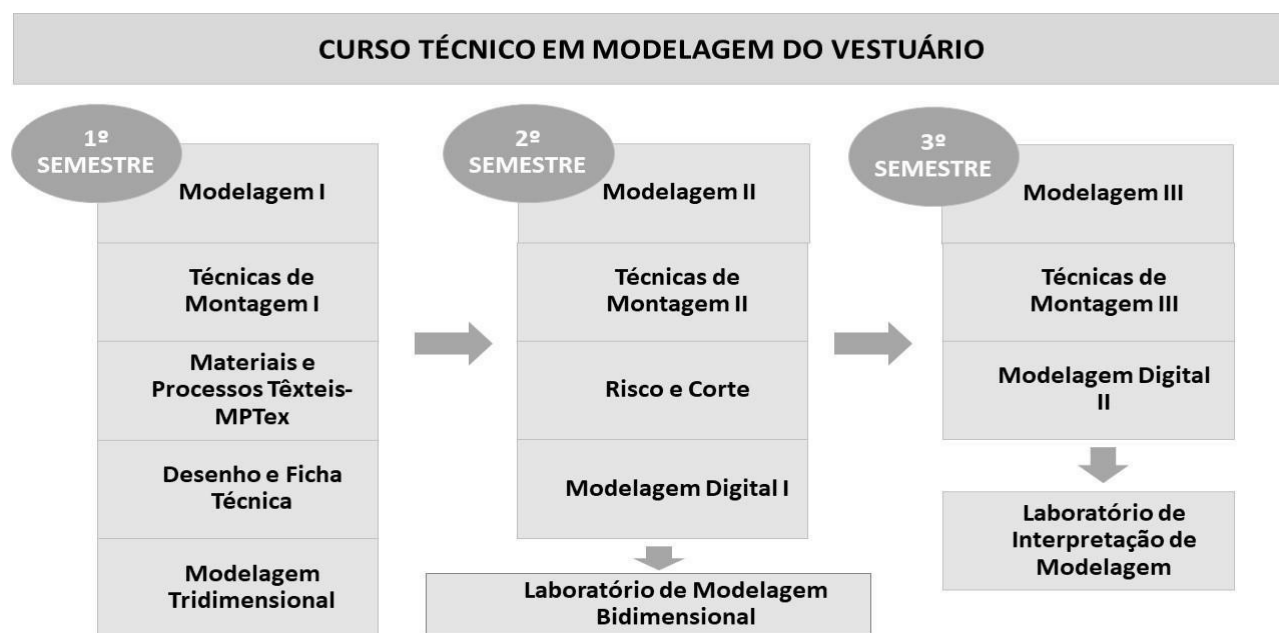 CURSO TÉCNICO EM MODELAGEM DO VESTUÁRIO
1º
SEMESTRE
Modelagem I
Técnicas de
Montagem I
Materiais e
Processos Têxteis-
MPTex
Desenho e Ficha
Técnica
Modelagem
Tridimensional
2º
SEMESTRE
Modelagem II
Técnicas de
Montagem II
Risco e Corte
Modelagem Digital I
Laboratório de Modelagem
Bidimensional
3º
SEMESTRE
Modelagem III
Técnicas de
Montagem III
Modelagem Digital
II
Laboratório de
Interpretação de
Modelagem